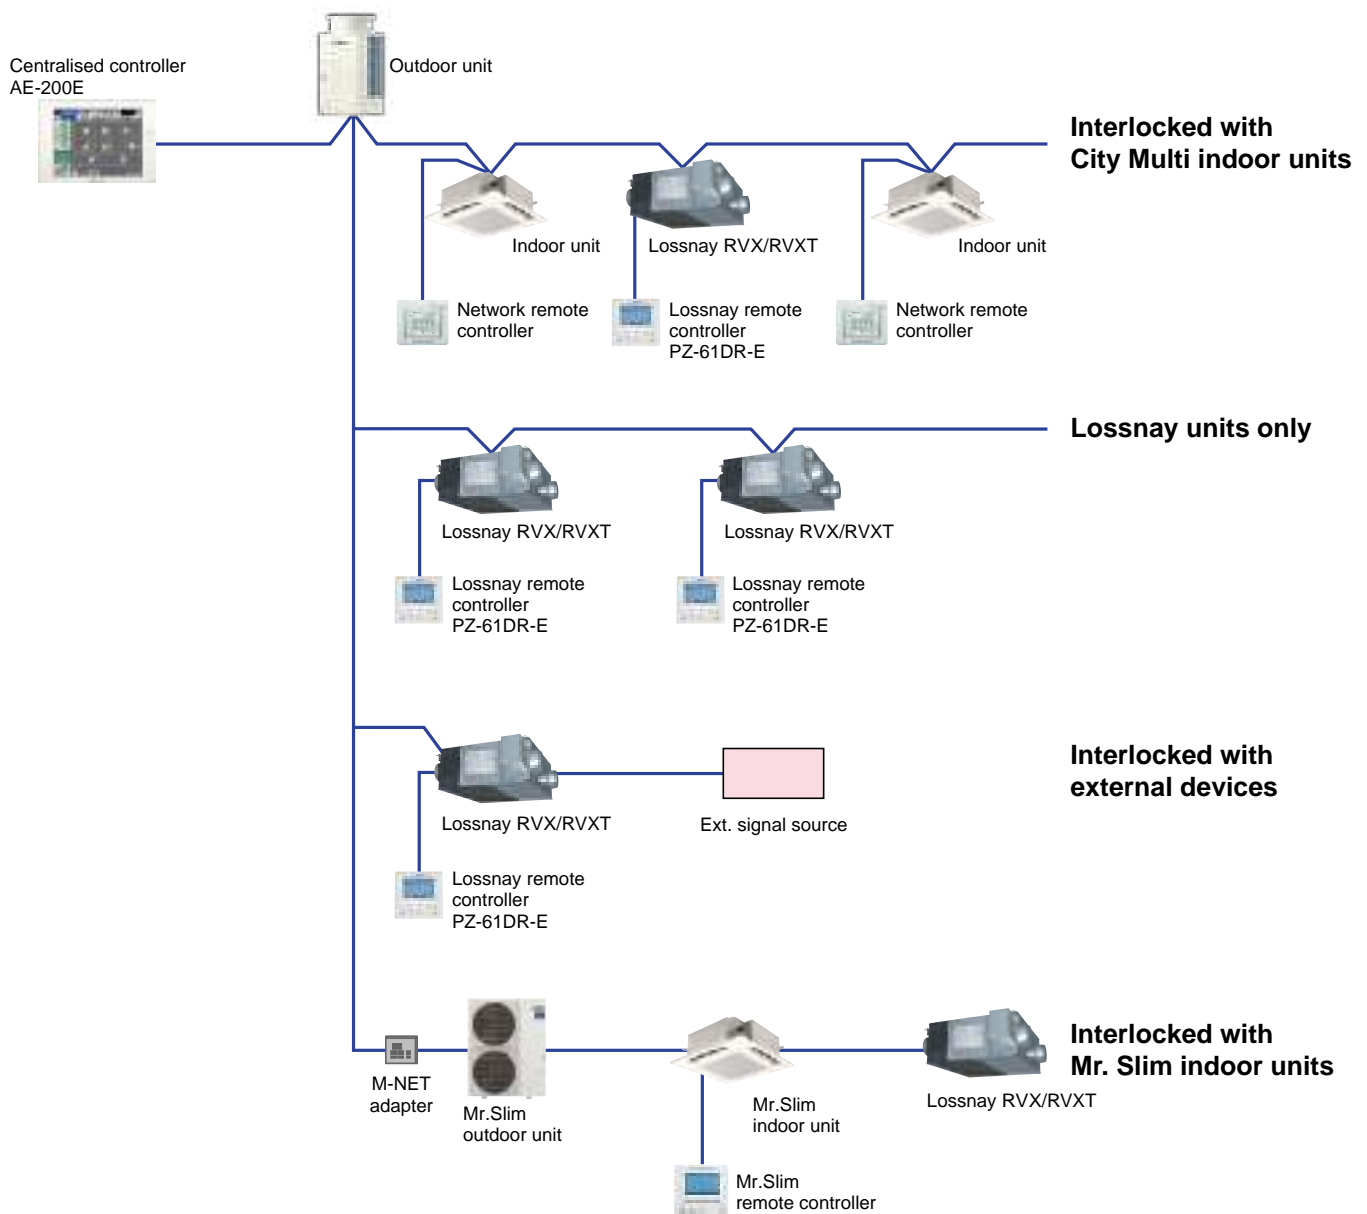 Centralised controller
AE-200E
Outdoor unit
Interlocked with
City Multi indoor units
Indoor unit
Lossnay RVX/RVXT
Indoor unit
Network remote
controller
Lossnay remote
controller
PZ-61DR-E
Network remote
controller
Lossnay units only
Lossnay RVX/RVXT
Lossnay RVX/RVXT
Lossnay remote
controller
PZ-61DR-E
Lossnay remote
controller
PZ-61DR-E
Interlocked with
external devices
Lossnay RVX/RVXT
Ext. signal source
Lossnay remote
controller
PZ-61DR-E
Interlocked with
Mr. Slim indoor units
M-NET
adapter
Mr.Slim
outdoor unit
Mr.Slim
indoor unit
Lossnay RVX/RVXT
Mr.Slim
remote controller